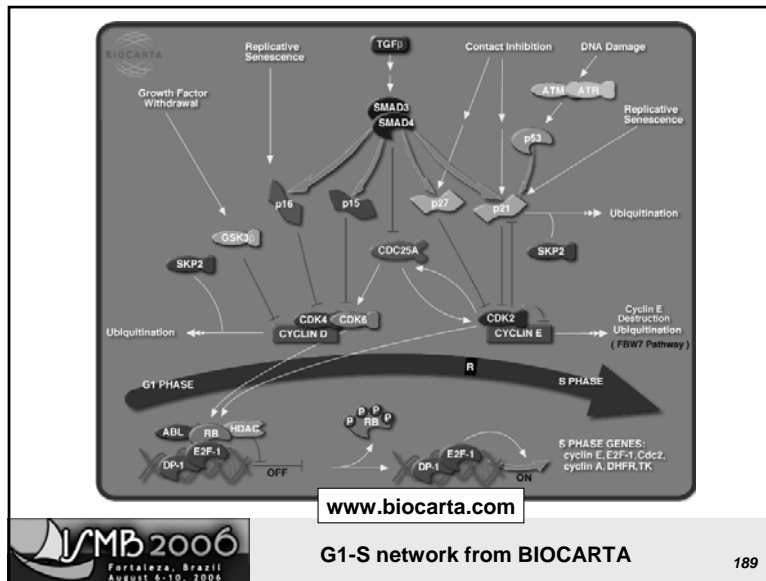 BIOCARTA
Replicative
Senescence
TGFβ
Contact Inhibition
DNA Damage
Growth Factor
Withdrawal
ATM
ATR
SMAD3
SMAD4
Replicative
Senescence
p53
p16
p15
p27
p21
Ubiquitination
GSK3β
CDC25A
SKP2
SKP2
CDK4
CDK6
CDK2
Cyclin E
Destruction
Ubiquitination
CYCLIN D
CYCLIN E
Ubiquitination
( FBW7 Pathway )
G1 PHASE
R
S PHASE
P P P P
RB
ABL
RB
HDAC
E2F-1
DP-1
OFF
E2F-1
DP-1
ON
S PHASE GENES:
cyclin E,E2F-1,Cdc2,
cyclin A,DHFR,TK
www.biocarta.com
ISMB 2006
Fortaleza, Brazil
August 6-10, 2006
G1-S network from BIOCARTA
189